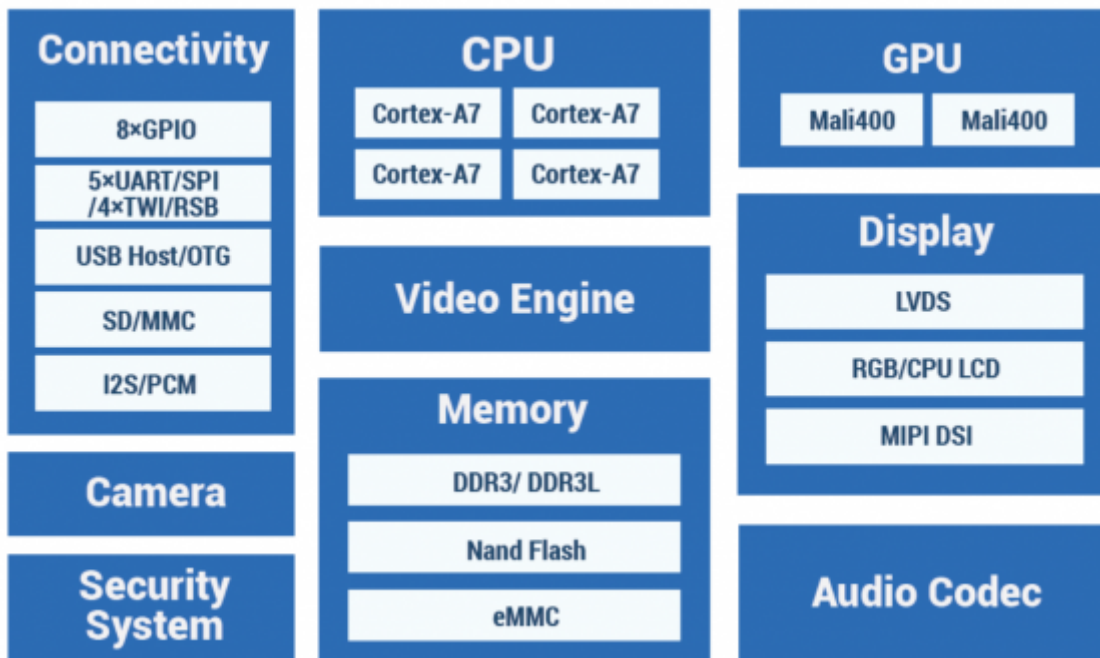 Connectivity
8×GPIO
5×UART/SPI
/4×TWI/RSB
USB Host/OTG
SD/MMC
I2S/PCM
Camera
Security
System
CPU
Cortex-A7
Cortex-A7
Cortex-A7
Cortex-A7
Video Engine
Memory
DDR3/ DDR3L
Nand Flash
eMMC
GPU
Mali400
Mali400
Display
LVDS
RGB/CPU LCD
MIPI DSI
Audio Codec